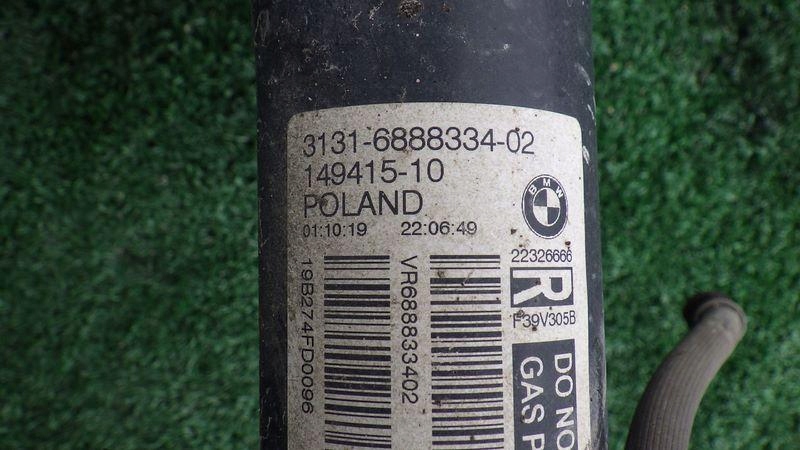 3131-6888334-02
149415-10
POLAND
01:10:19 22:06:49
BMW
22326666
R
F39V305B
19B274FD0096
VR688833402
DO NO
GAS P